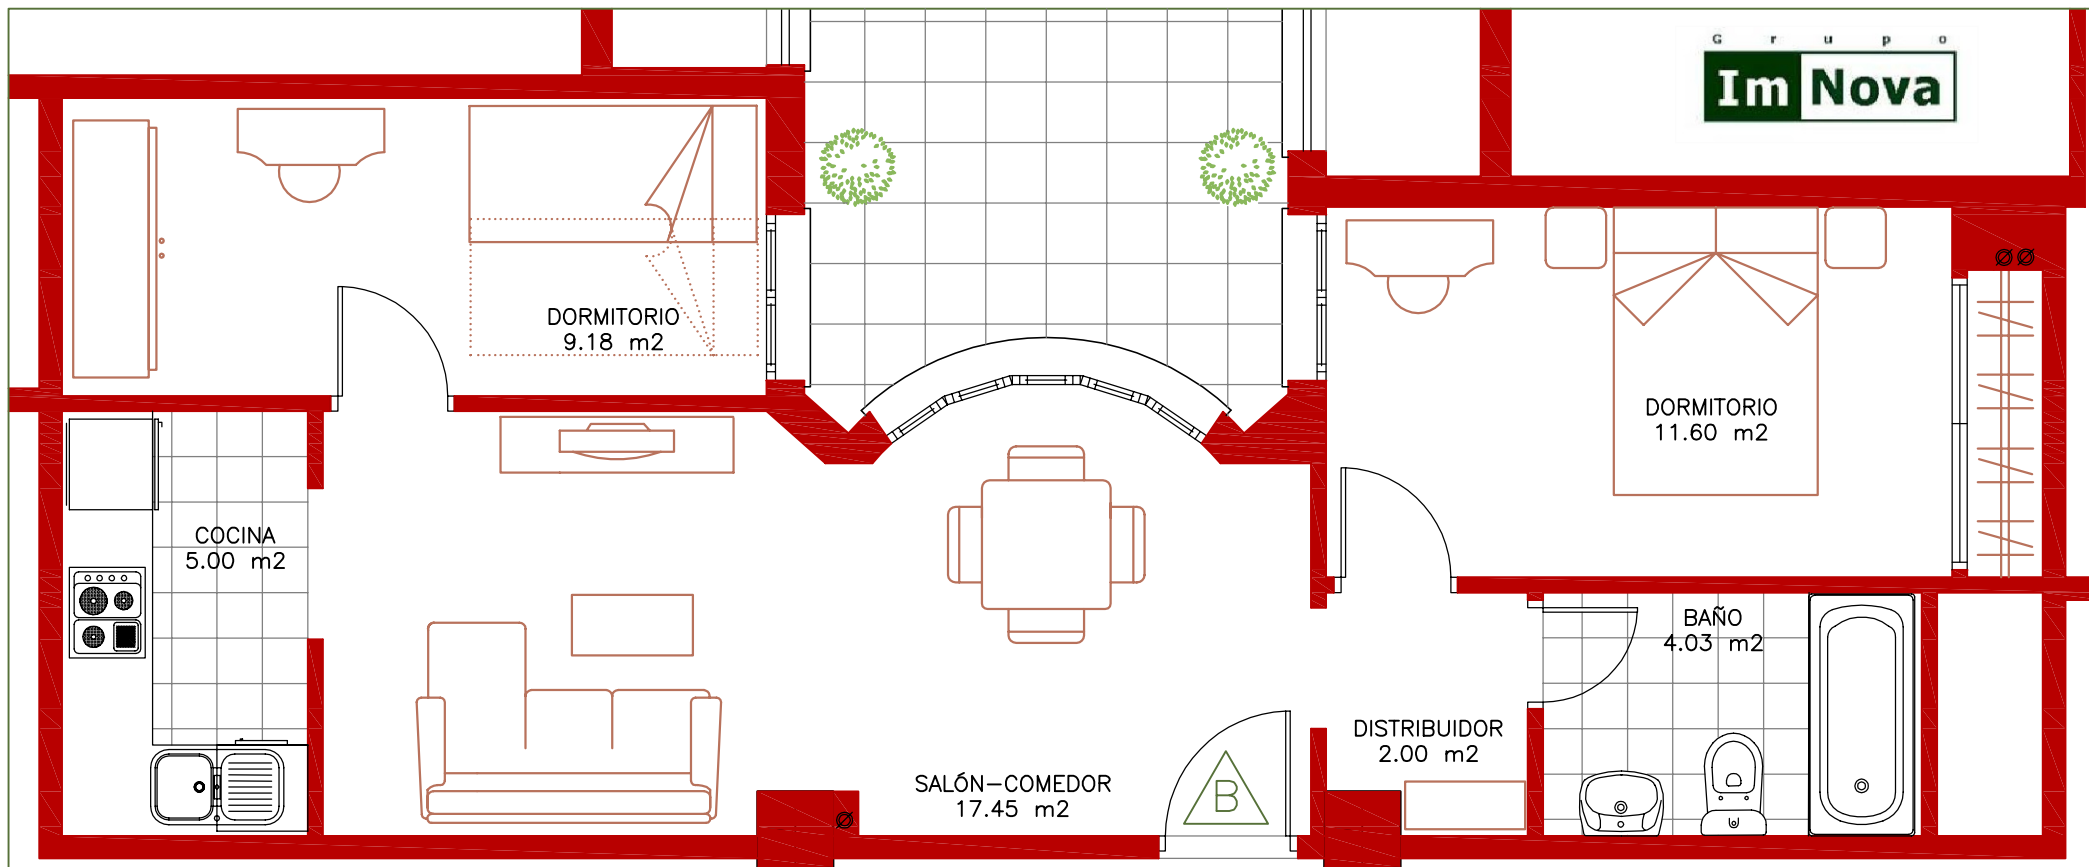 Grupo
Im Nova
DORMITORIO
9.18 m2
DORMITORIO
11.60 m2
COCINA
5.00 m2
BAÑO
4.03 m2
DISTRIBUIDOR
2.00 m2
SALÓN-COMEDOR
17.45 m2
B